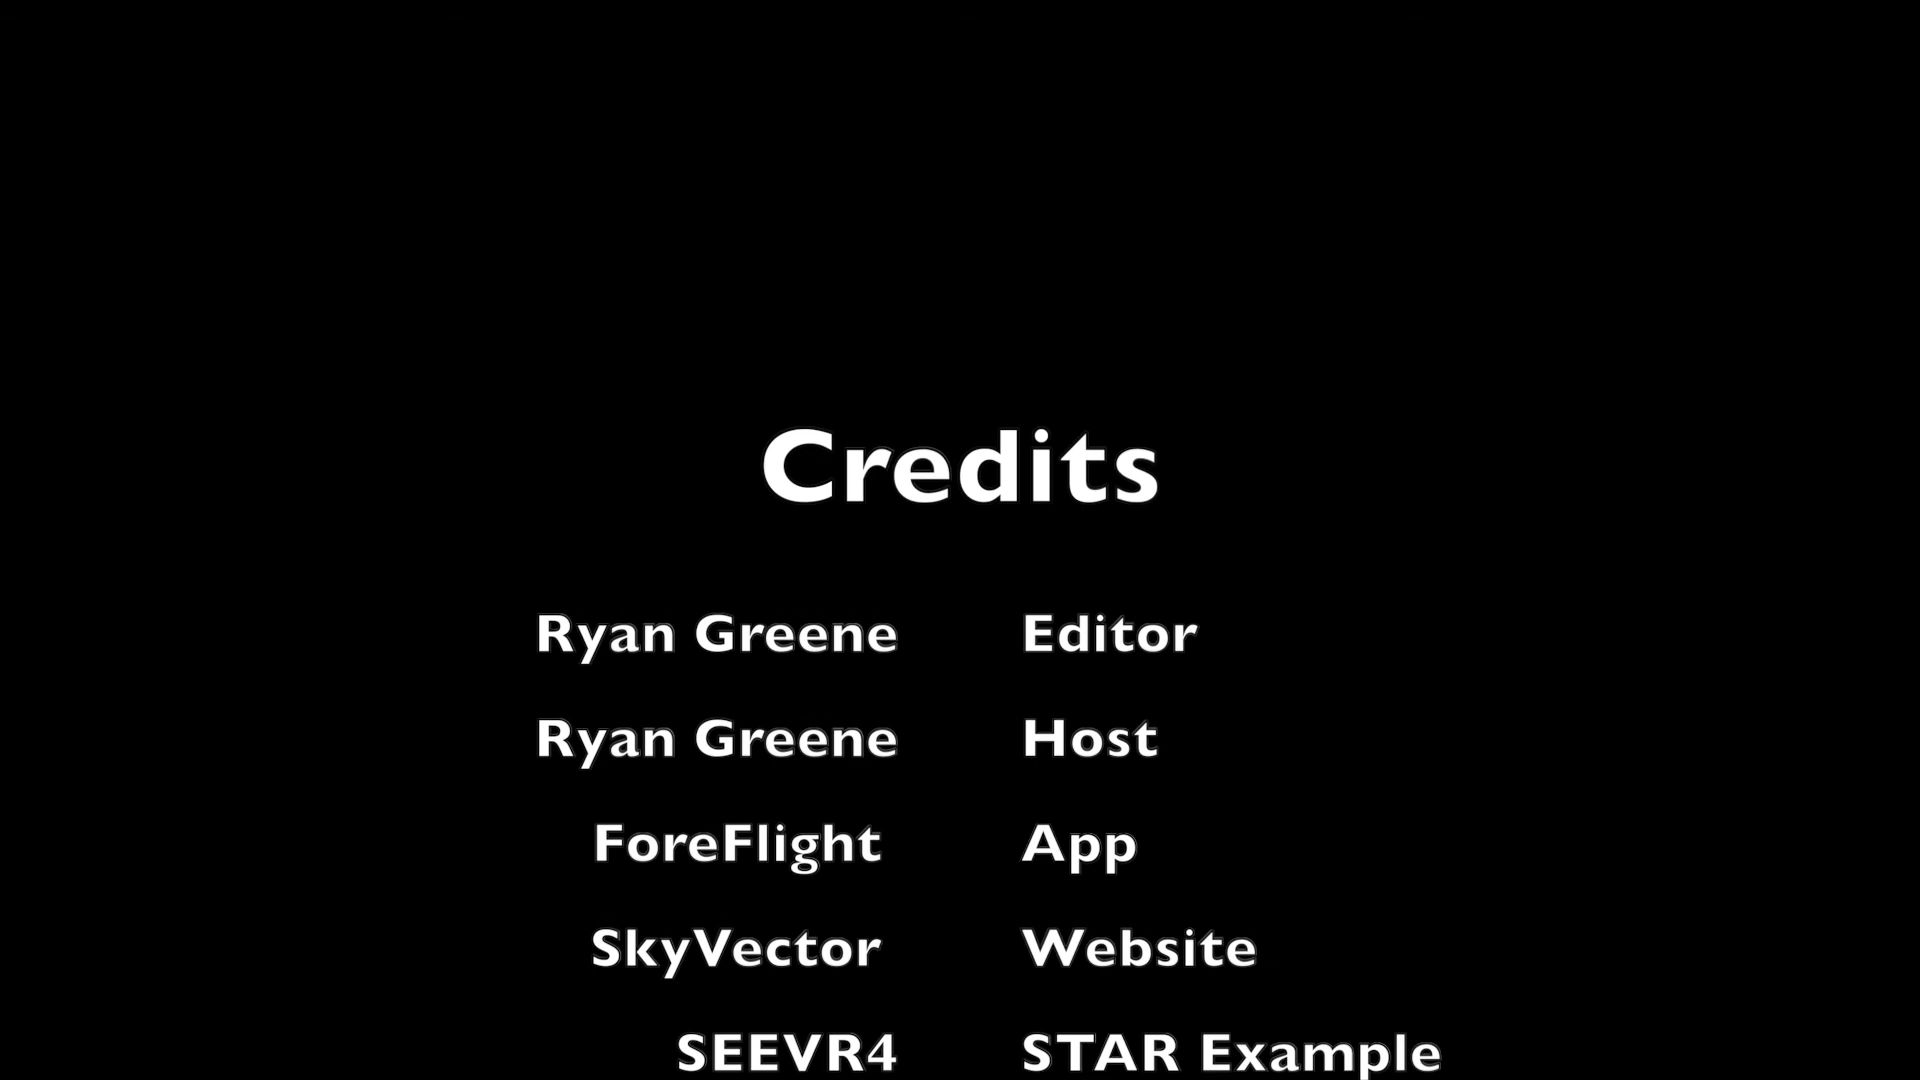 Credits
Ryan Greene Editor
Ryan Greene Host
ForeFlight App
SkyVector Website
SEEVR4 STAR Example